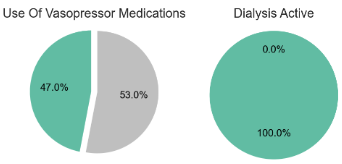 Use Of Vasopressor Medications
Dialysis Active
47.0%
53.0%
0.0%
100.0%